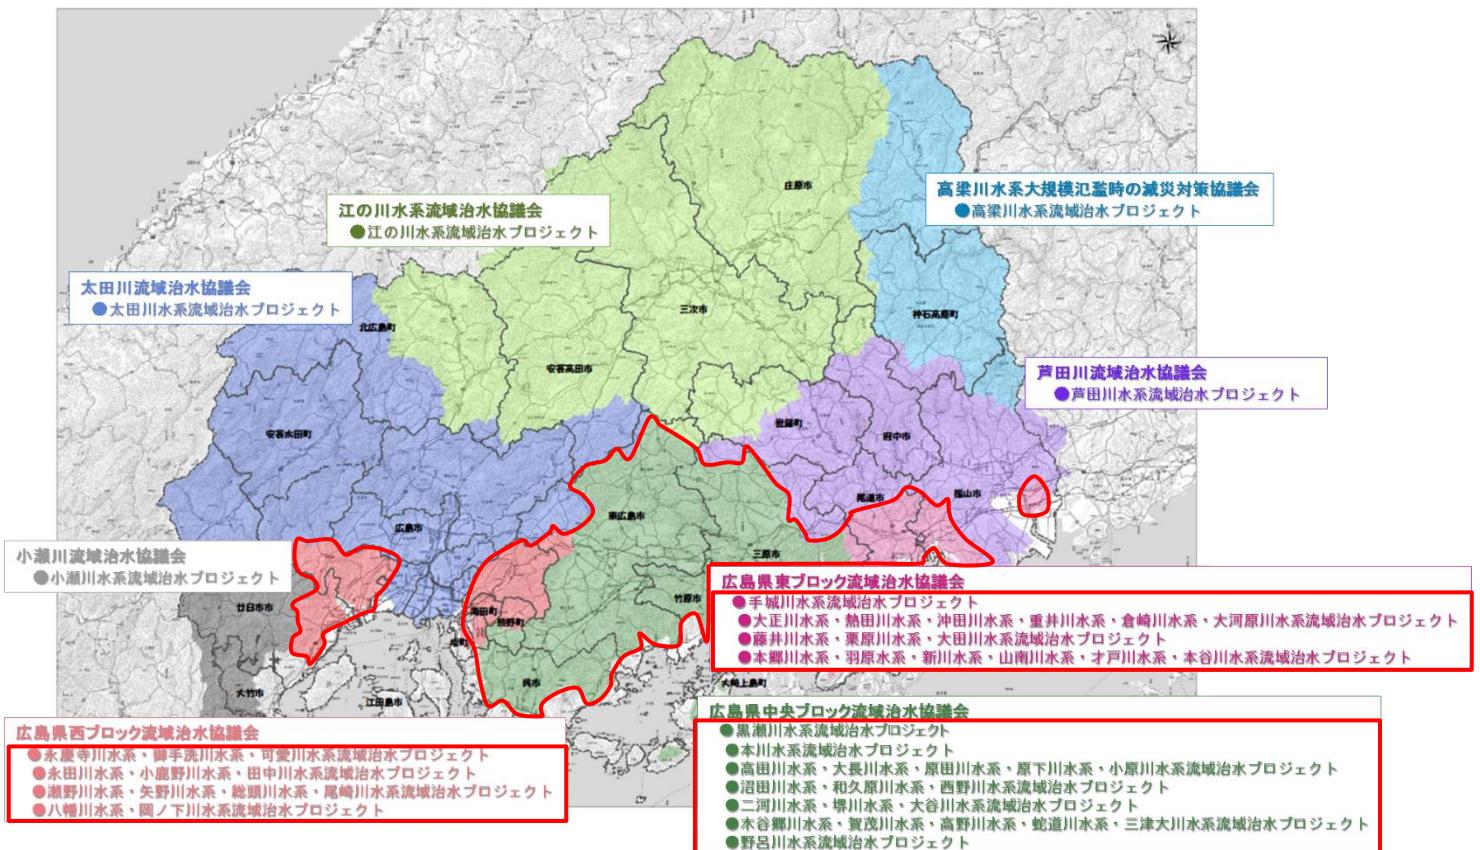 江の川水系流域治水協議会
●江の川水系流域治水プロジェクト
高梁川水系大規模氾濫時の減災対策協議会
●高梁川水系流域治水プロジェクト
太田川流域治水協議会
●太田川水系流域治水プロジェクト
芦田川流域治水協議会
●芦田川水系流域治水プロジェクト
庄原市
三次市
神石高原町
北広島町
安芸高田市
安芸太田町
世羅町
府中市
尾道市
福山市
広島市
東広島市
三原市
小瀬川流域治水協議会
●小瀬川水系流域治水プロジェクト
廿日市市
海田町
熊野町
坂町
竹原市
呉市
大竹市
江田島市
大崎上島町
広島県東ブロック流域治水協議会
●手城川水系流域治水プロジェクト
●大正川水系・熱田川水系・沖田川水系・重井川水系・倉崎川水系・大河原川水系流域治水プロジェクト
●藤井川水系・栗原川水系・大田川水系流域治水プロジェクト
●本郷川水系・羽原水系・新川水系・山南川水系・才戸川水系・本谷川水系流域治水プロジェクト
広島県西ブロック流域治水協議会
●永慶寺川水系・御手洗川水系・可愛川水系流域治水プロジェクト
●永田川水系・小鹿野川水系・田中川水系流域治水プロジェクト
●瀬野川水系・矢野川水系・総頭川水系・尾崎川水系流域治水プロジェクト
●八幡川水系・岡ノ下川水系流域治水プロジェクト
広島県中央ブロック流域治水協議会
●黒瀬川水系流域治水プロジェクト
●本川水系流域治水プロジェクト
●高田川水系・大長川水系・原田川水系・原下川水系・小原川水系流域治水プロジェクト
●沼田川水系・和久原川水系・西野川水系流域治水プロジェクト
●二河川水系・堺川水系・大谷川水系流域治水プロジェクト
●木谷郷川水系・賀茂川水系・高野川水系・蛇道川水系・三津大川水系流域治水プロジェクト
●野呂川水系流域治水プロジェクト